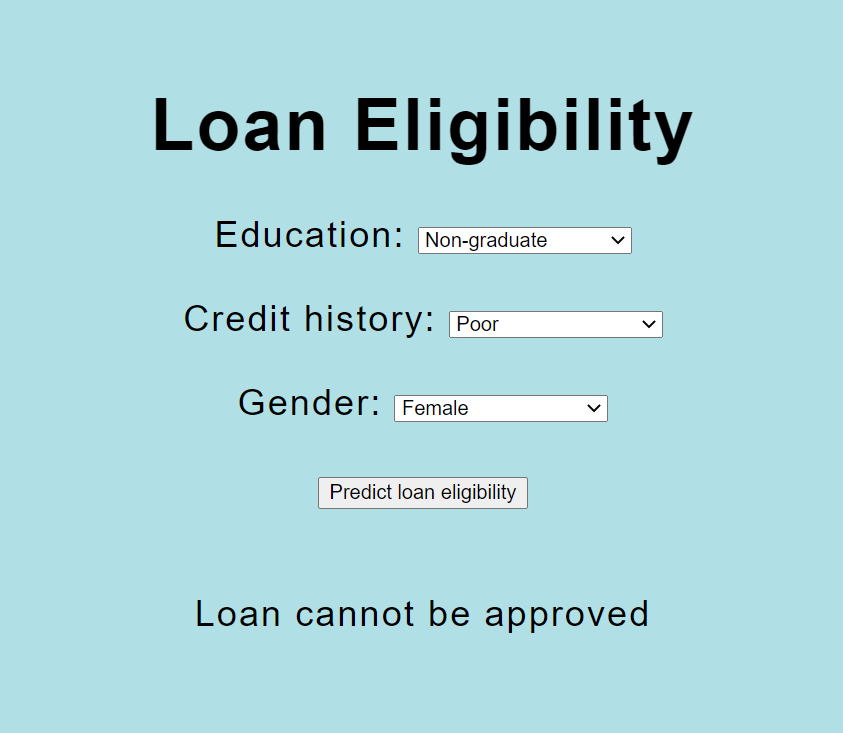 Loan Eligibility
Education: Non-graduate
Credit history: Poor
Gender: Female
Predict loan eligibility
Loan cannot be approved